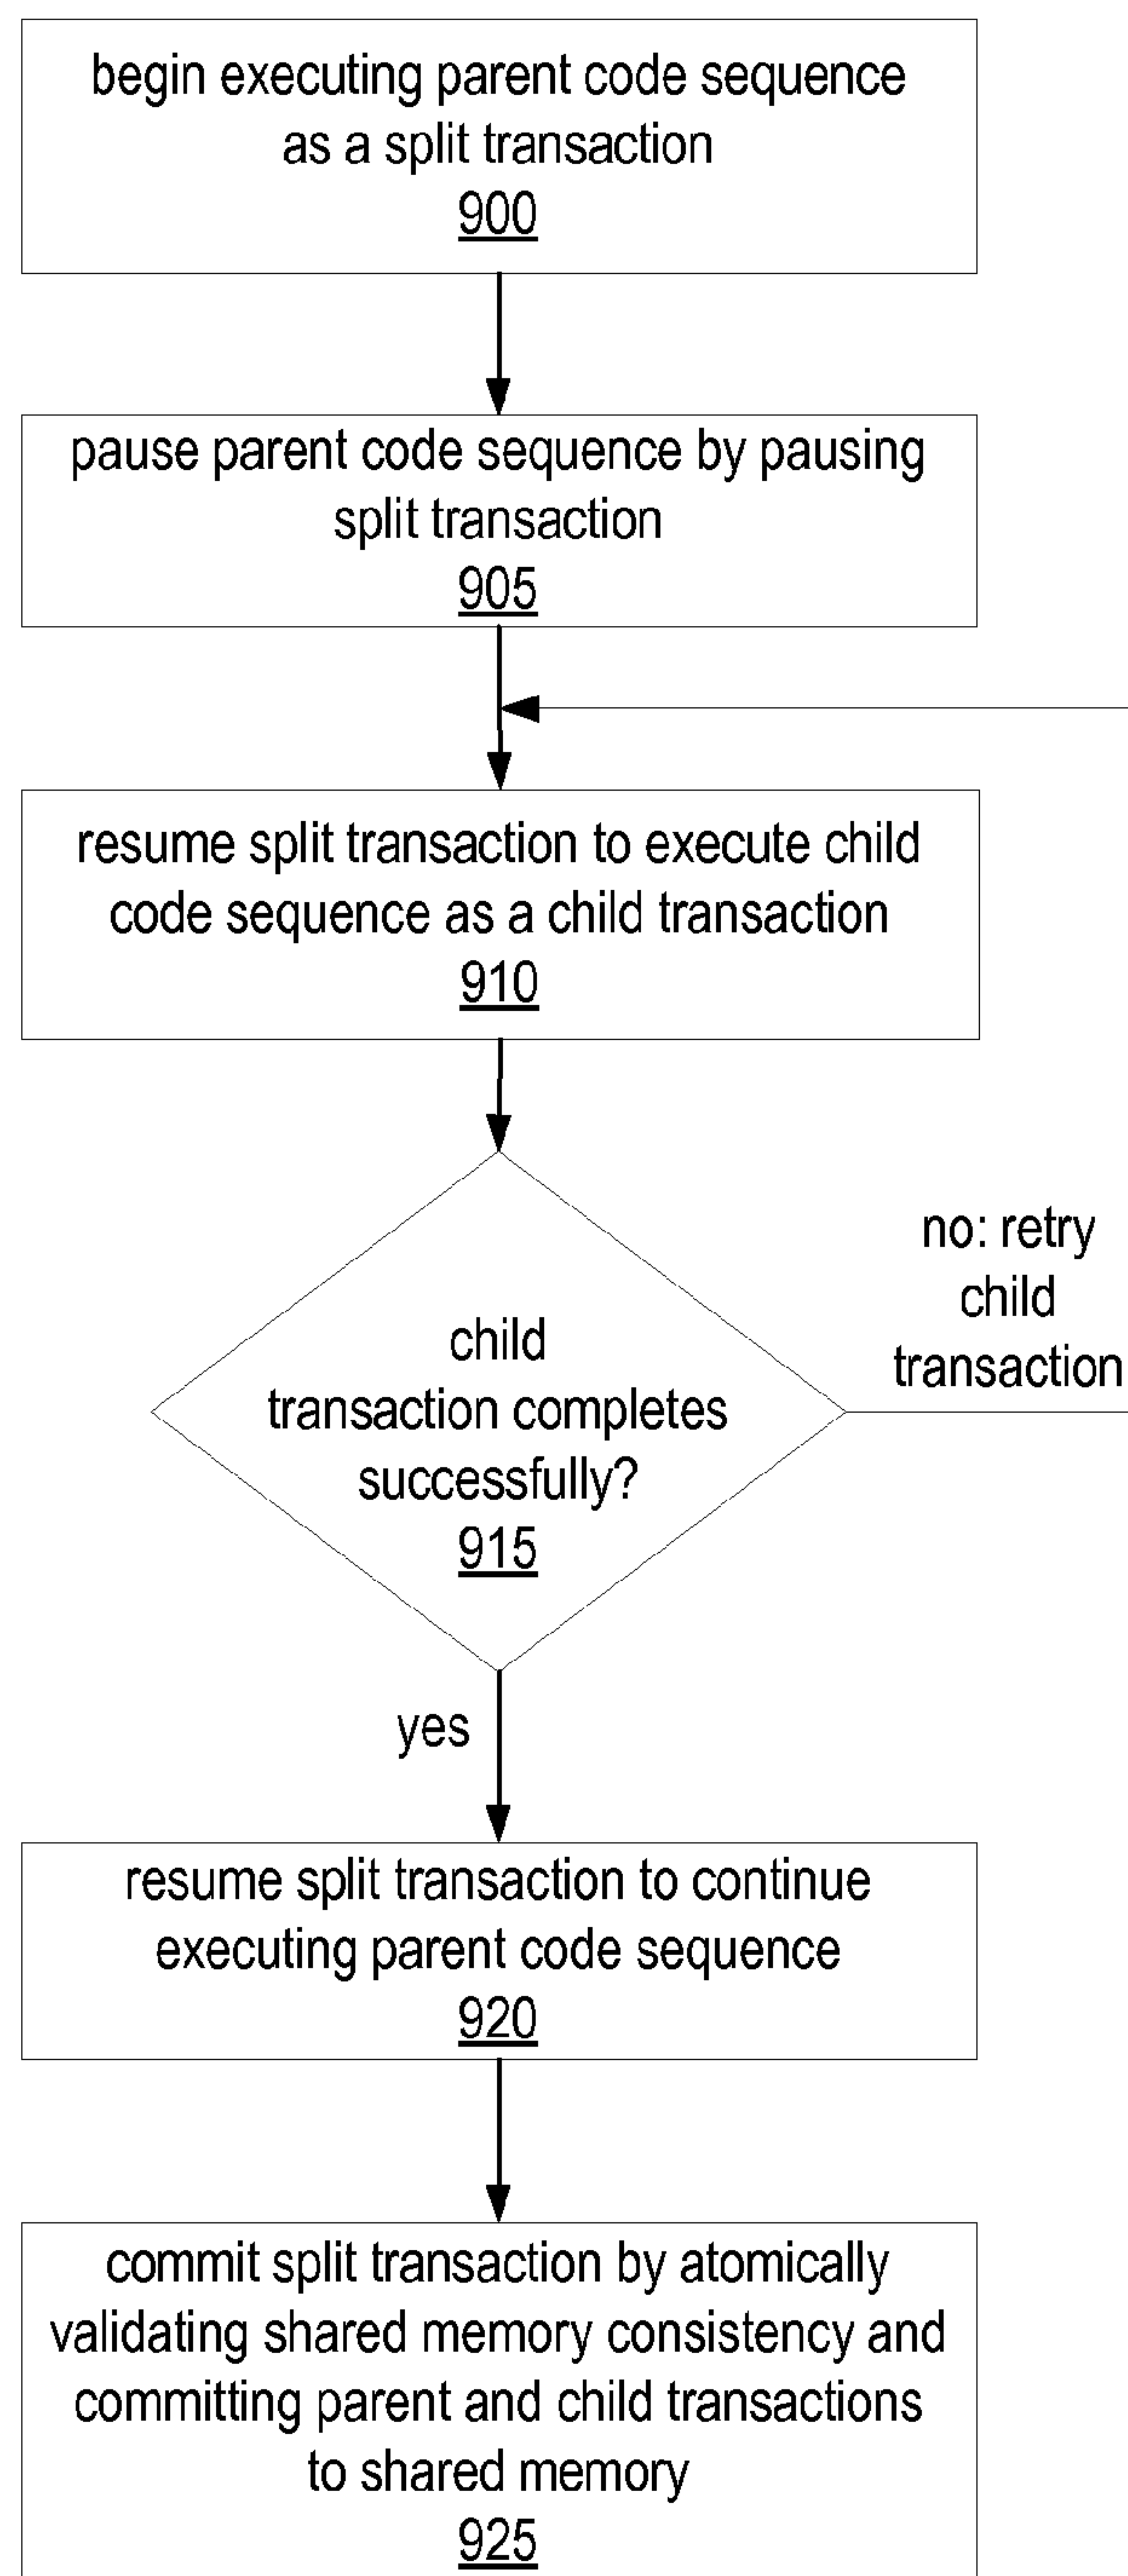 begin executing parent code sequence
as a split transaction
900
pause parent code sequence by pausing
split transaction
905
resume split transaction to execute child
code sequence as a child transaction
910
no: retry
child
transaction
child
transaction completes
successfully?
915
yes
resume split transaction to continue
executing parent code sequence
920
commit split transaction by atomically
validating shared memory consistency and
committing parent and child transactions
to shared memory
925